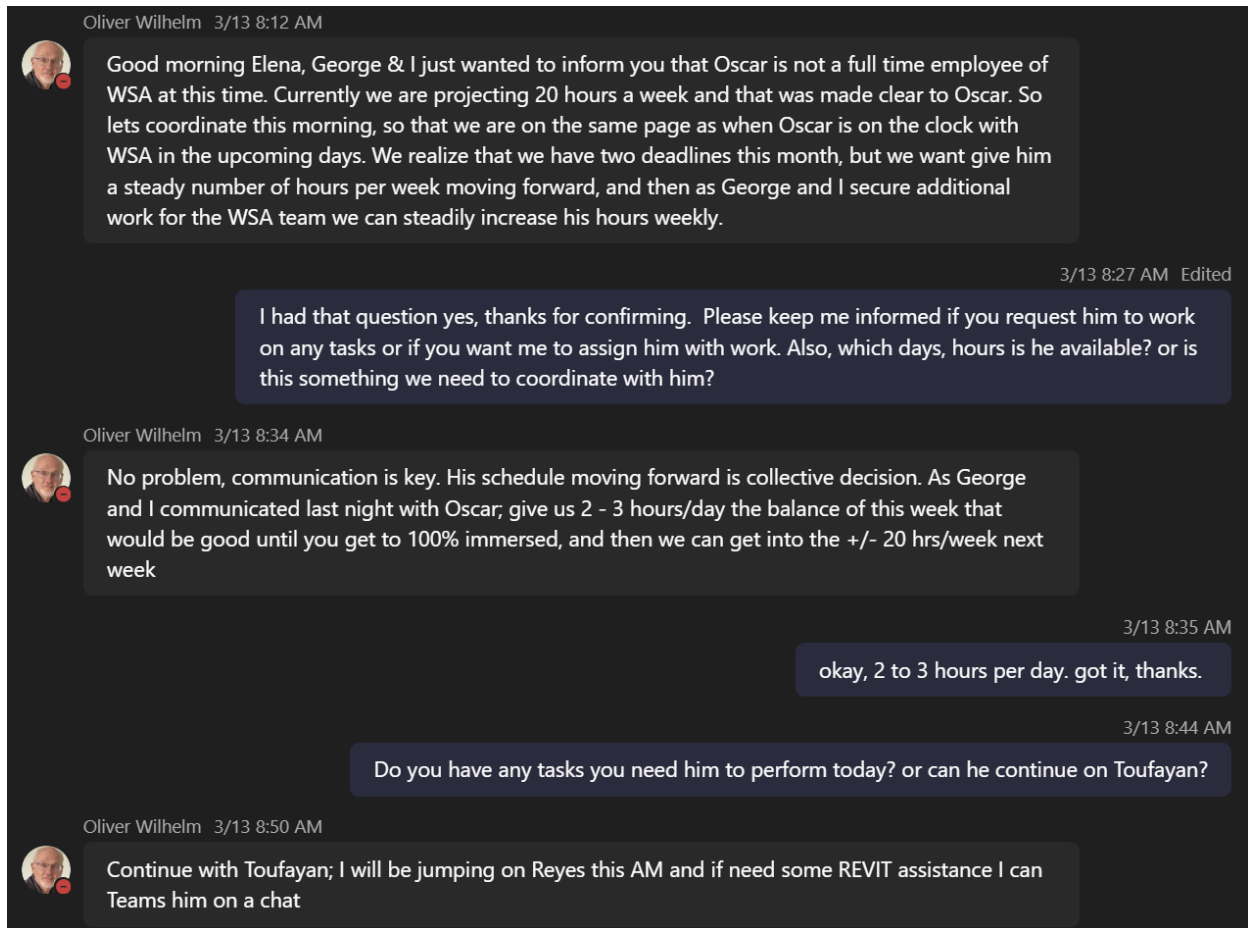 Oliver Wilhelm 3/13 8:12 AM
Good morning Elena, George & I just wanted to inform you that Oscar is not a full time employee of
WSA at this time. Currently we are projecting 20 hours a week and that was made clear to Oscar. So
lets coordinate this morning, so that we are on the same page as when Oscar is on the clock with
WSA in the upcoming days. We realize that we have two deadlines this month, but we want give him
a steady number of hours per week moving forward, and then as George and I secure additional
work for the WSA team we can steadily increase his hours weekly.
3/13 8:27 AM Edited
I had that question yes, thanks for confirming.  Please keep me informed if you request him to work
on any tasks or if you want me to assign him with work. Also, which days, hours is he available? or is
this something we need to coordinate with him?
Oliver Wilhelm 3/13 8:34 AM
No problem, communication is key. His schedule moving forward is collective decision. As George
and I communicated last night with Oscar; give us 2 - 3 hours/day the balance of this week that
would be good until you get to 100% immersed, and then we can get into the +/- 20 hrs/week next
week
3/13 8:35 AM
okay, 2 to 3 hours per day. got it, thanks.
3/13 8:44 AM
Do you have any tasks you need him to perform today? or can he continue on Toufayan?
Oliver Wilhelm 3/13 8:50 AM
Continue with Toufayan; I will be jumping on Reyes this AM and if need some REVIT assistance I can
Teams him on a chat